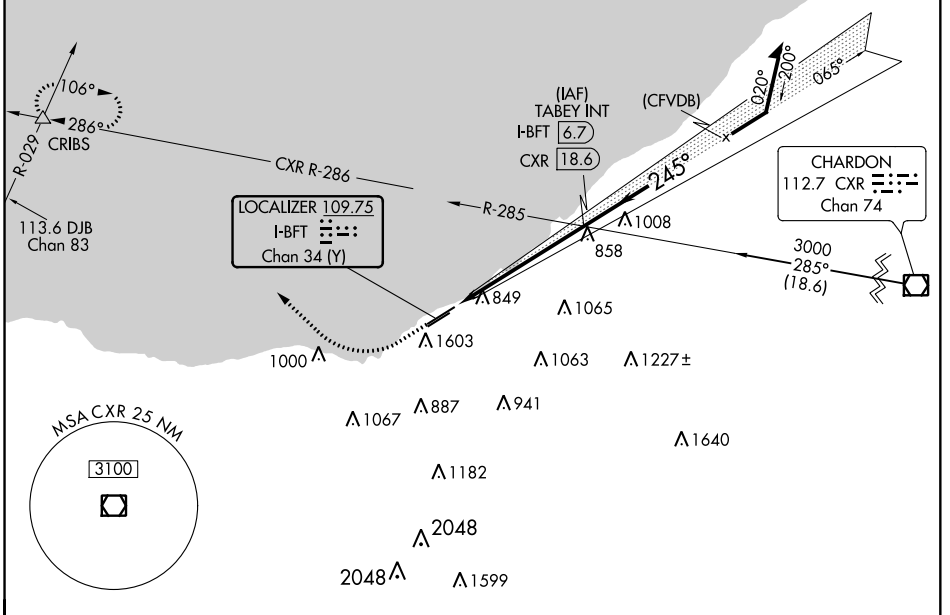 106°
286°
CRIBS
R-029
113.6 DJB
Chan 83
CXR R-286
LOCALIZER 109.75
I-BFT
Chan 34 (Y)
(IAF)
TABEY INT
I-BFT 6.7
CXR 18.6
(CFVDB)
020°
200°
065°
245°
R-285
CHARDON
112.7 CXR
Chan 74
3000
285°
(18.6)
1008
858
849
1065
1603
1000
1063
1227±
1067
887
941
1640
1182
2048
2048
1599
MSA CXR 25 NM
3100